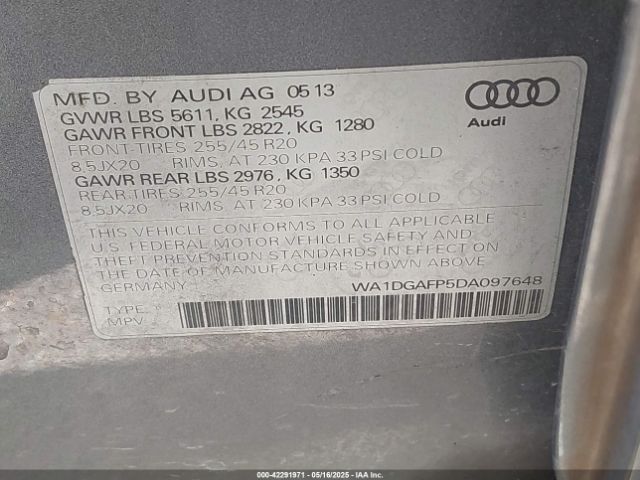 MFD. BY AUDI AG 05 13
GVWR LBS 5611, KG 2545
GAWR FRONT LBS 2822, KG 1280
FRONT-TIRES: 255/45 R20
8.5JX20 RIMS, AT 230 KPA 33 PSI COLD
GAWR REAR LBS 2976, KG 1350
REAR-TIRES: 255/45 R20
8.5JX20 RIMS, AT 230 KPA 33 PSI COLD
THIS VEHICLE CONFORMS TO ALL APPLICABLE
U.S. FEDERAL MOTOR VEHICLE SAFETY AND
THEFT PREVENTION STANDARDS IN EFFECT ON
THE DATE OF MANUFACTURE SHOWN ABOVE.
GERMANY
WA1DGAFP5DA097648
TYPE:
MPV
Audi
000-42291971 - 05/16/2025 - IAA Inc.